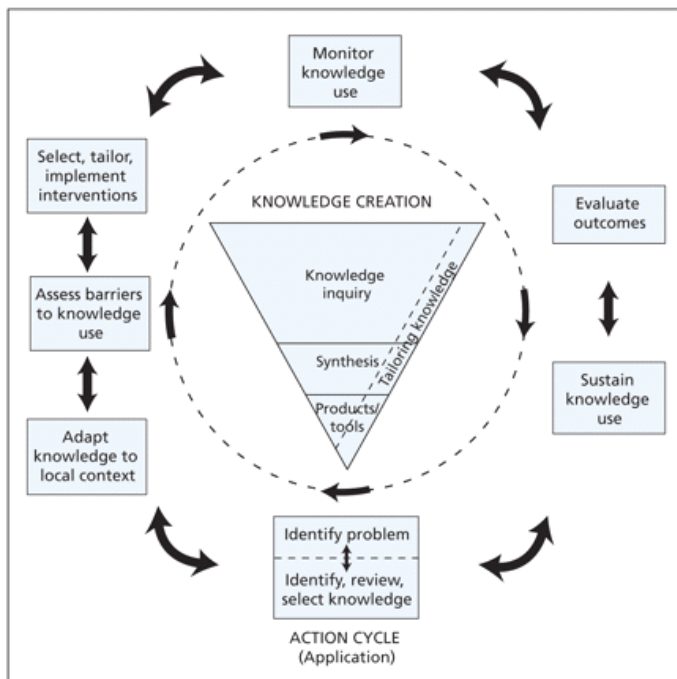 Monitor
knowledge
use
Select, tailor,
implement
interventions
Evaluate
outcomes
KNOWLEDGE CREATION
Knowledge
inquiry
Tailoring knowledge
Assess barriers
to knowledge
use
Synthesis
Products/
tools
Sustain
knowledge
use
Adapt
knowledge to
local context
Identify problem
Identify, review,
select knowledge
ACTION CYCLE
(Application)